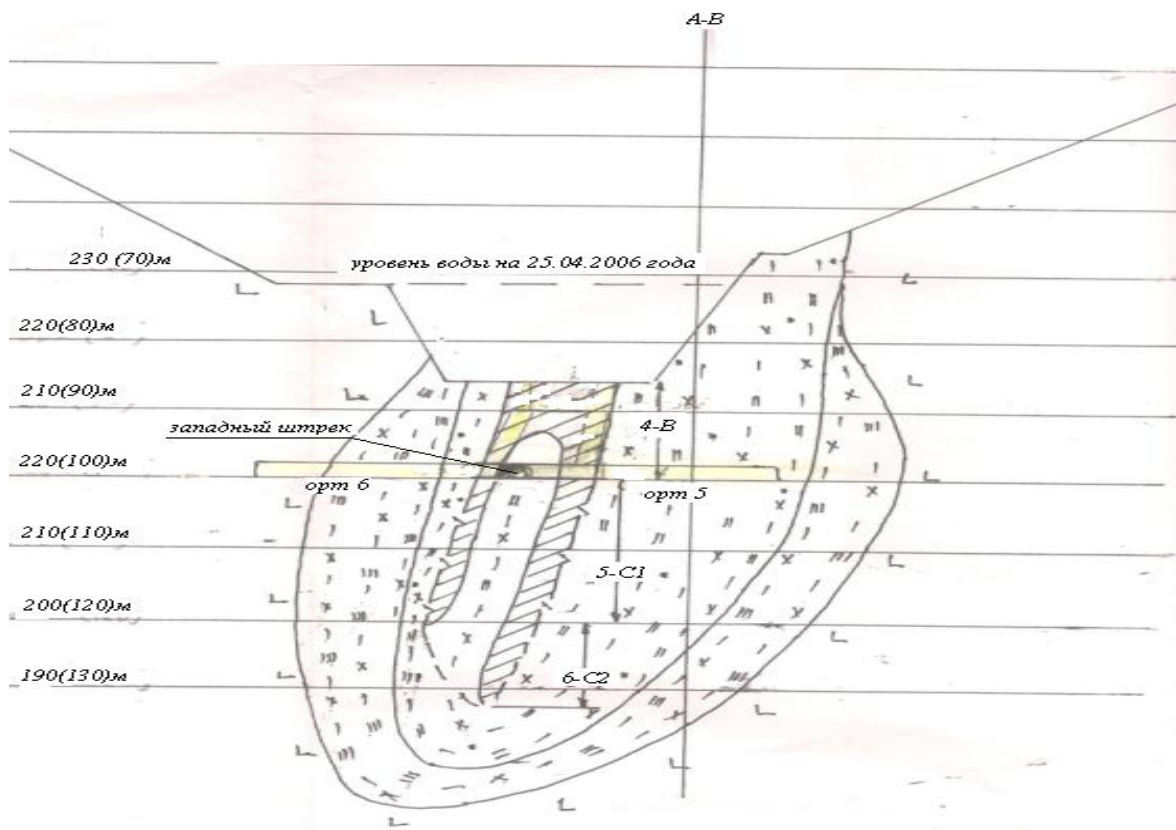 А-В
230 (70)м
уровень воды на 25.04.2006 года
220(80)м
210(90)м
западный штрек
4-В
220(100)м
орт 6
орт 5
210(110)м
5-С1
200(120)м
6-С2
190(130)м